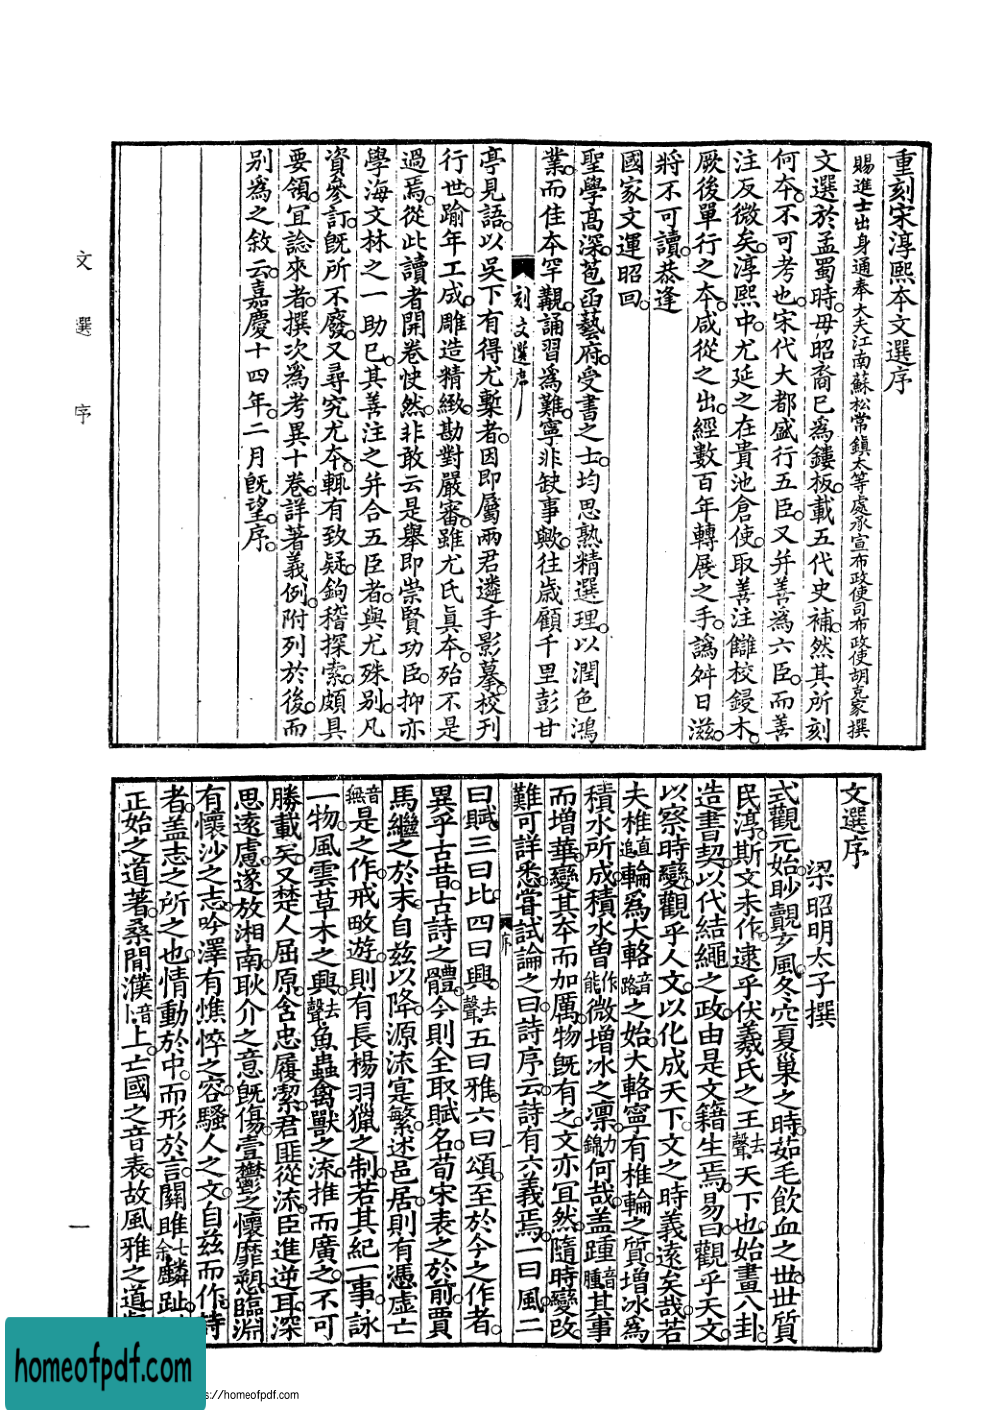 重刻宋淳熙本文選序
賜進士出身通奉大夫江南蘇松常鎮太等處承宣布政使司布政使胡克家撰
文選於孟蜀時。毋昭裔已為鏤板。載五代史補。然其所刻
何本。不可考也。宋代大都盛行五臣。又并善為六臣。而善
注反微矣。淳熙中。尤延之在貴池倉使。取善注讎校鋟木。
厥後單行之本。咸從之出。經數百年轉展之手。譌舛日滋。
將不可讀。恭逢
國家文運昭回。
聖學高深。苞函藝府。受書之士。均思熟精選理。以潤色鴻
業。而佳本罕覯。誦習為難。寧非缺事歟。往歲顧千里彭甘
刻文選序
亭見語。以吳下有得尤槧者。因即屬兩君遴手影摹。校刊
行世。踰年工成。雕造精緻。勘對嚴審。雖尤氏真本。殆不是
過焉。從此讀者開卷快然。非敢云是舉即崇賢功臣。抑亦
學海文林之一助已。其善注之并合五臣者。與尤殊別。凡
資參訂。既所不廢。又尋究尤本。輒有致疑。鉤稽探索。頗具
要領。宜諗來者。撰次為考異十卷。詳著義例。附列於後。而
別為之敘云。嘉慶十四年。二月既望。序。
文選序
一
文選序
梁昭明太子撰
式觀元始。眇覿玄風。冬穴夏巢之時。茹毛飲血之世。世質
民淳。斯文未作。逮乎伏羲氏之王去聲天下也。始畫八卦。
造書契。以代結繩之政。由是文籍生焉。易曰。觀乎天文。
以察時變。觀乎人文。以化成天下。文之時義遠矣哉。若
夫椎直追輪為大輅音路之始。大輅寧有椎輪之質。增冰為
積水所成。積水曾作能微增冰之凜力錦。何哉。蓋踵音腫其事
而增華。變其本而加厲。物既有之。文亦宜然。隨時變改。
難可詳悉。嘗試論之曰。詩序云。詩有六義焉。一曰風。二
序
一
曰賦。三曰比。四曰興去聲。五曰雅。六曰頌。至於今之作者。
異乎古昔。古詩之體。今則全取賦名。荀宋表之於前。賈
馬繼之於末。自茲以降。源流寔繁。述邑居。則有憑虛亡
音無是之作。戒畋遊。則有長楊羽獵之制。若其紀一事。詠
一物。風雲草木之興去聲。魚蟲禽獸之流。推而廣之。不可
勝載矣。又楚人屈原。含忠履潔。君匪從流。臣進逆耳。深
思遠慮。遂放湘南。耿介之意既傷。壹鬱之懷靡愬。臨淵
有懷沙之志。吟澤有憔悴之容。騷人之文。自茲而作。詩
者。蓋志之所之也。情動於中。而形於言。關雎七余麟趾。
正始之道著。桑間濮音卜上。亡國之音表。故風雅之道
homeofpdf.com
s://homeofpdf.com